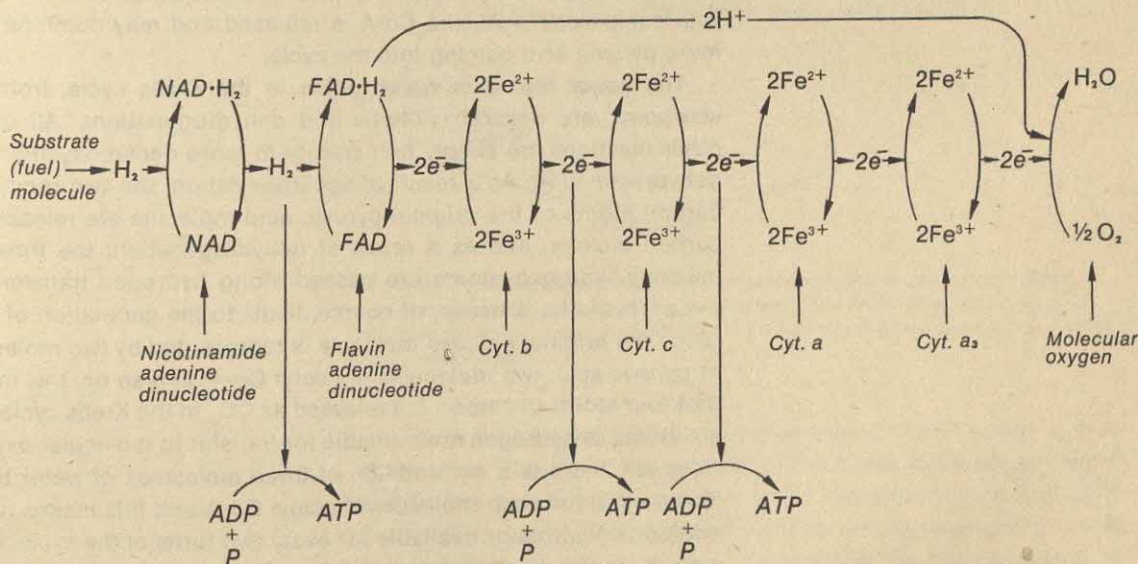 2H⁺
NAD·H₂ FAD·H₂ 2Fe²⁺ 2Fe²⁺ 2Fe²⁺ 2Fe²⁺ H₂O
Substrate
(fuel)
molecule
H₂ H₂ 2e⁻ 2e⁻ 2e⁻ 2e⁻ 2e⁻
NAD FAD 2Fe³⁺ 2Fe³⁺ 2Fe³⁺ 2Fe³⁺ ½ O₂
Nicotinamide
adenine
dinucleotide
Flavin
adenine
dinucleotide
Cyt. b
Cyt. c
Cyt. a
Cyt. a₃
Molecular
oxygen
ADP
+
P
ATP
ADP
+
P
ATP
ADP
+
P
ATP